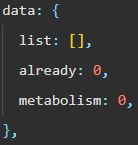 data: {
list: [],
already: 0,
metabolism: 0,
},